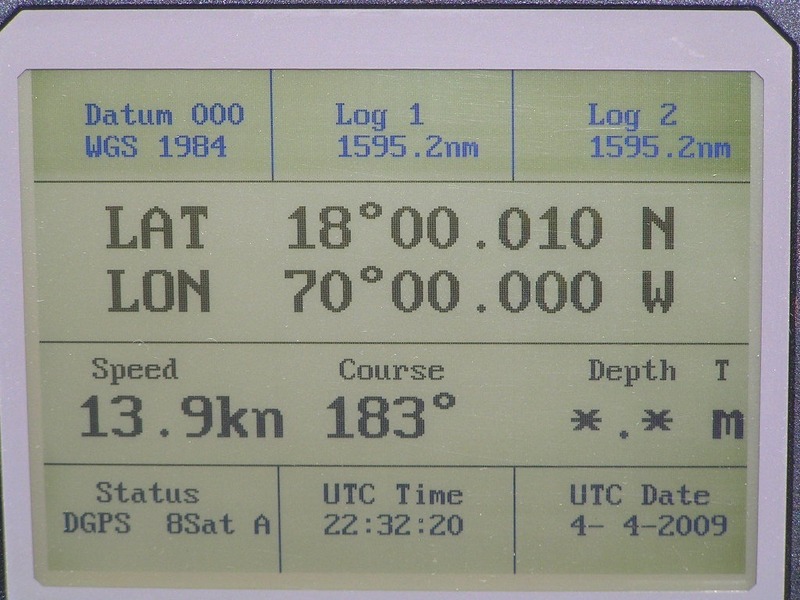 Datum 000 Log 1 Log 2
WGS 1984 1595.2nm 1595.2nm
LAT 18°00.010 N
LON 70°00.000 W
Speed Course Depth T
13.9kn 183° *.* m
Status UTC Time UTC Date
DGPS 8Sat A 22:32:20 4- 4-2009